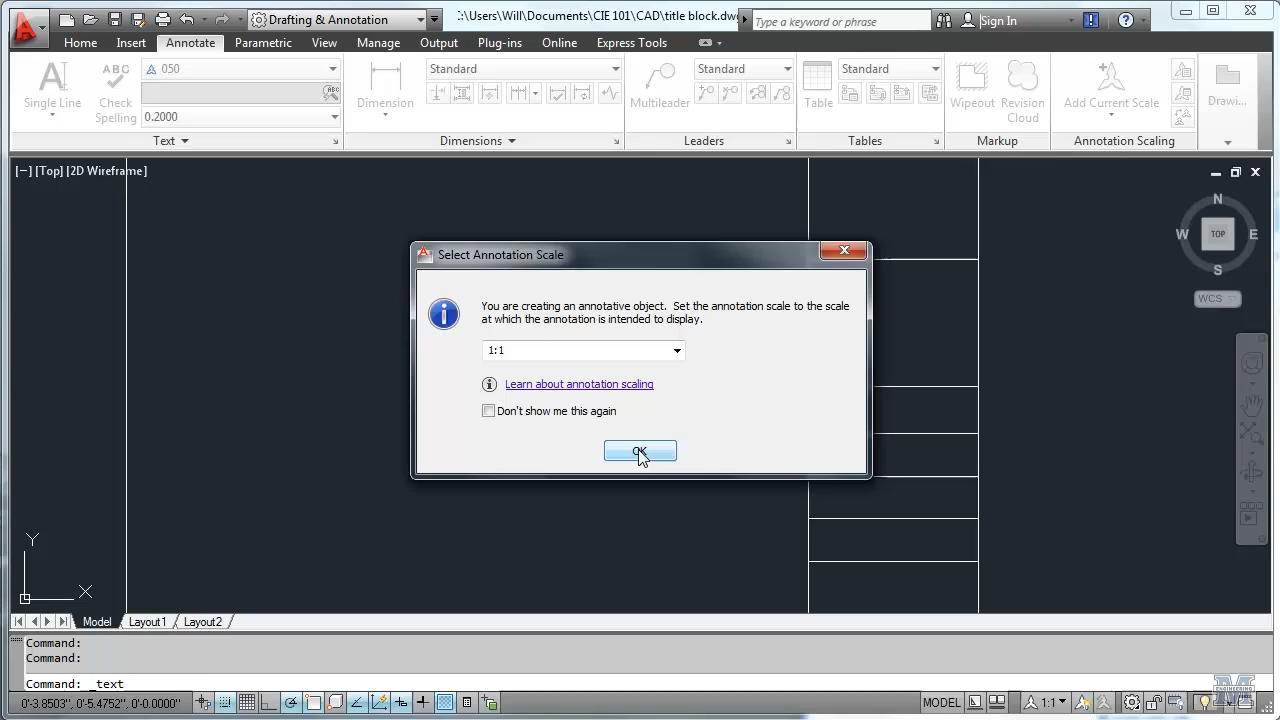 Drafting & Annotation
:\Users\Will\Documents\CIE 101\CAD\title block.dwg
Type a keyword or phrase
Sign In
Home Insert Annotate Parametric View Manage Output Plug-ins Online Express Tools
A
Single Line
ABC
Check
Spelling
050
ABC
0.2000
Text
Dimension
Standard
Dimensions
Multileader
Standard
Leaders
Table
Standard
Tables
Wipeout
Revision
Cloud
Markup
Add Current Scale
Annotation Scaling
Drawi...
[−] [Top] [2D Wireframe]
N
W TOP E
S
WCS
Select Annotation Scale
You are creating an annotative object. Set the annotation scale to the scale
at which the annotation is intended to display.
1:1
Learn about annotation scaling
Don't show me this again
OK
Y
X
Model Layout1 Layout2
Command:
Command:
Command: _text
0'-3.8503", 0'-5.4752", 0'-0.0000"
MODEL
1:1